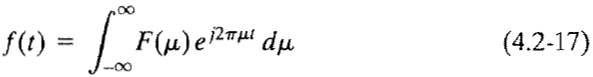 f(t) = ∫_{-∞}^{∞} F(μ) e^{j2πμt} dμ (4.2-17)